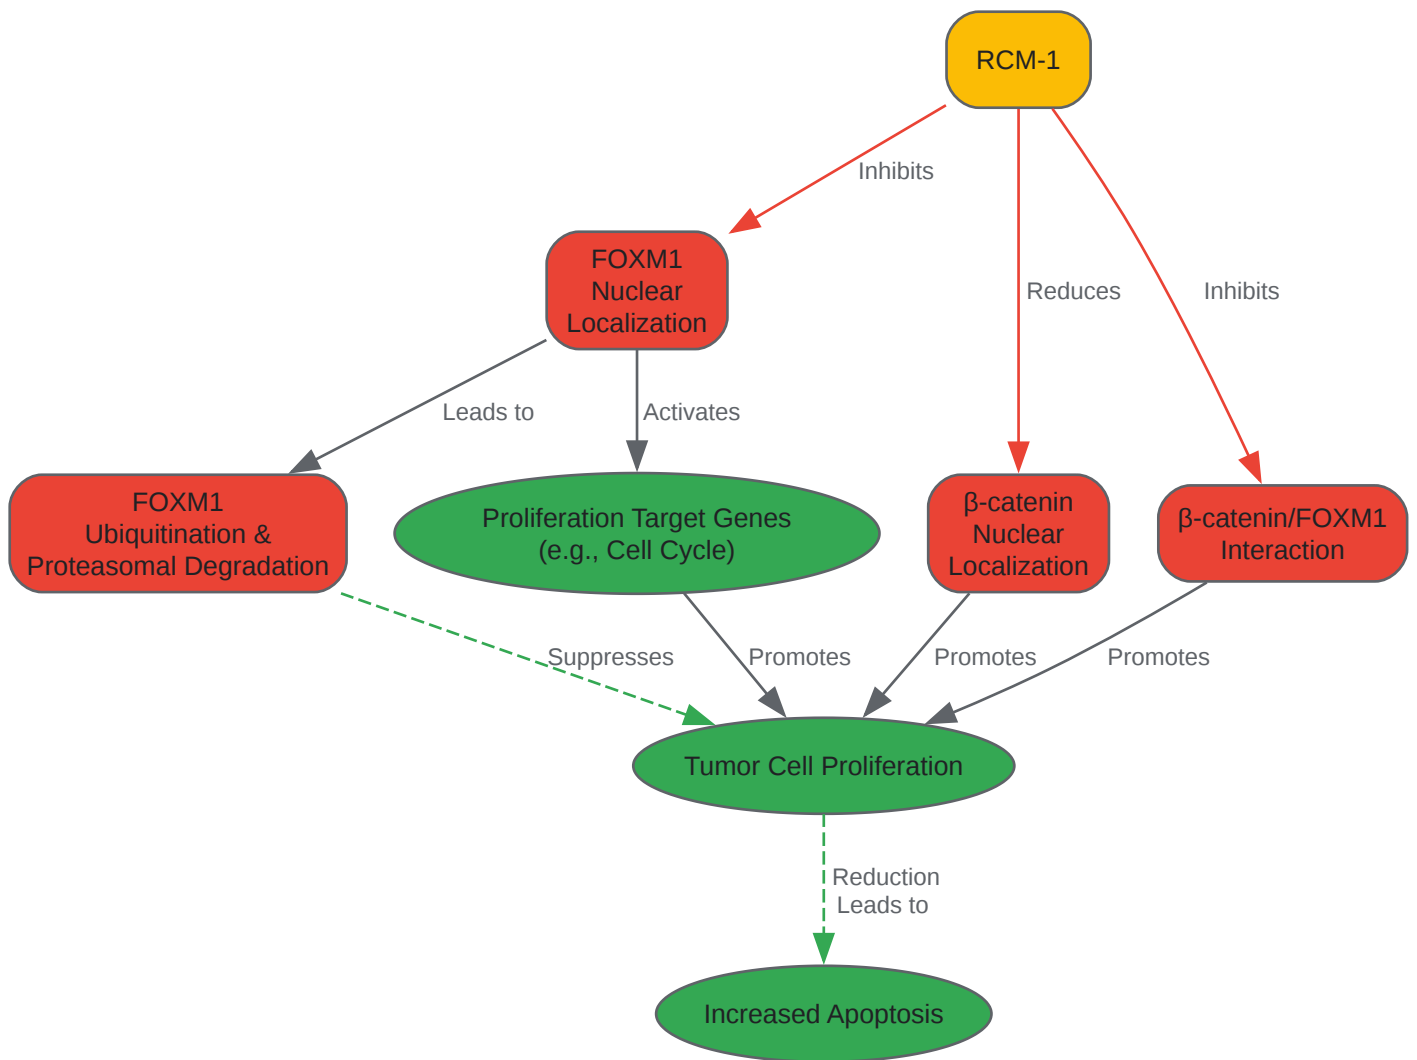 RCM-1
Inhibits
FOXM1
Nuclear
Localization
Reduces
Inhibits
Leads to
Activates
FOXM1
Ubiquitination &
Proteasomal Degradation
Proliferation Target Genes
(e.g., Cell Cycle)
β-catenin
Nuclear
Localization
β-catenin/FOXM1
Interaction
Suppresses
Promotes
Promotes
Promotes
Tumor Cell Proliferation
Reduction
Leads to
Increased Apoptosis